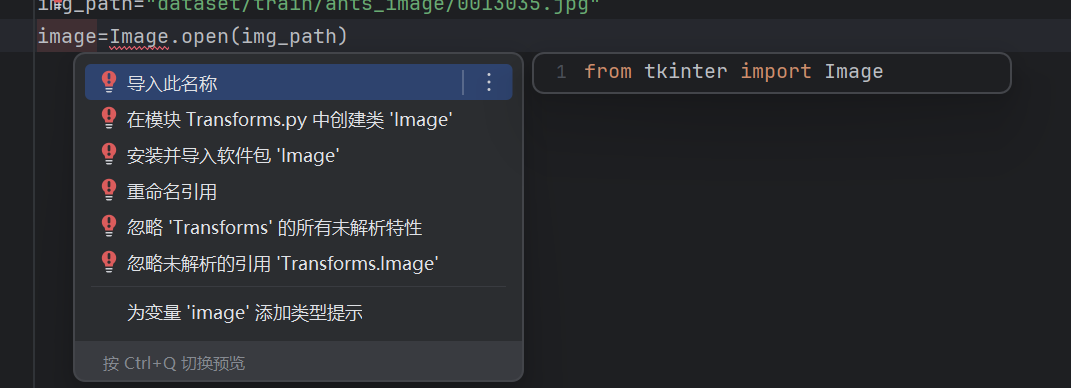 img_path="dataset/train/ants_image/0013035.jpg"
image=Image.open(img_path)
导入此名称
1 from tkinter import Image
在模块 Transforms.py 中创建类 'Image'
安装并导入软件包 'Image'
重命名引用
忽略 'Transforms' 的所有未解析特性
忽略未解析的引用 'Transforms.Image'
为变量 'image' 添加类型提示
按 Ctrl+Q 切换预览